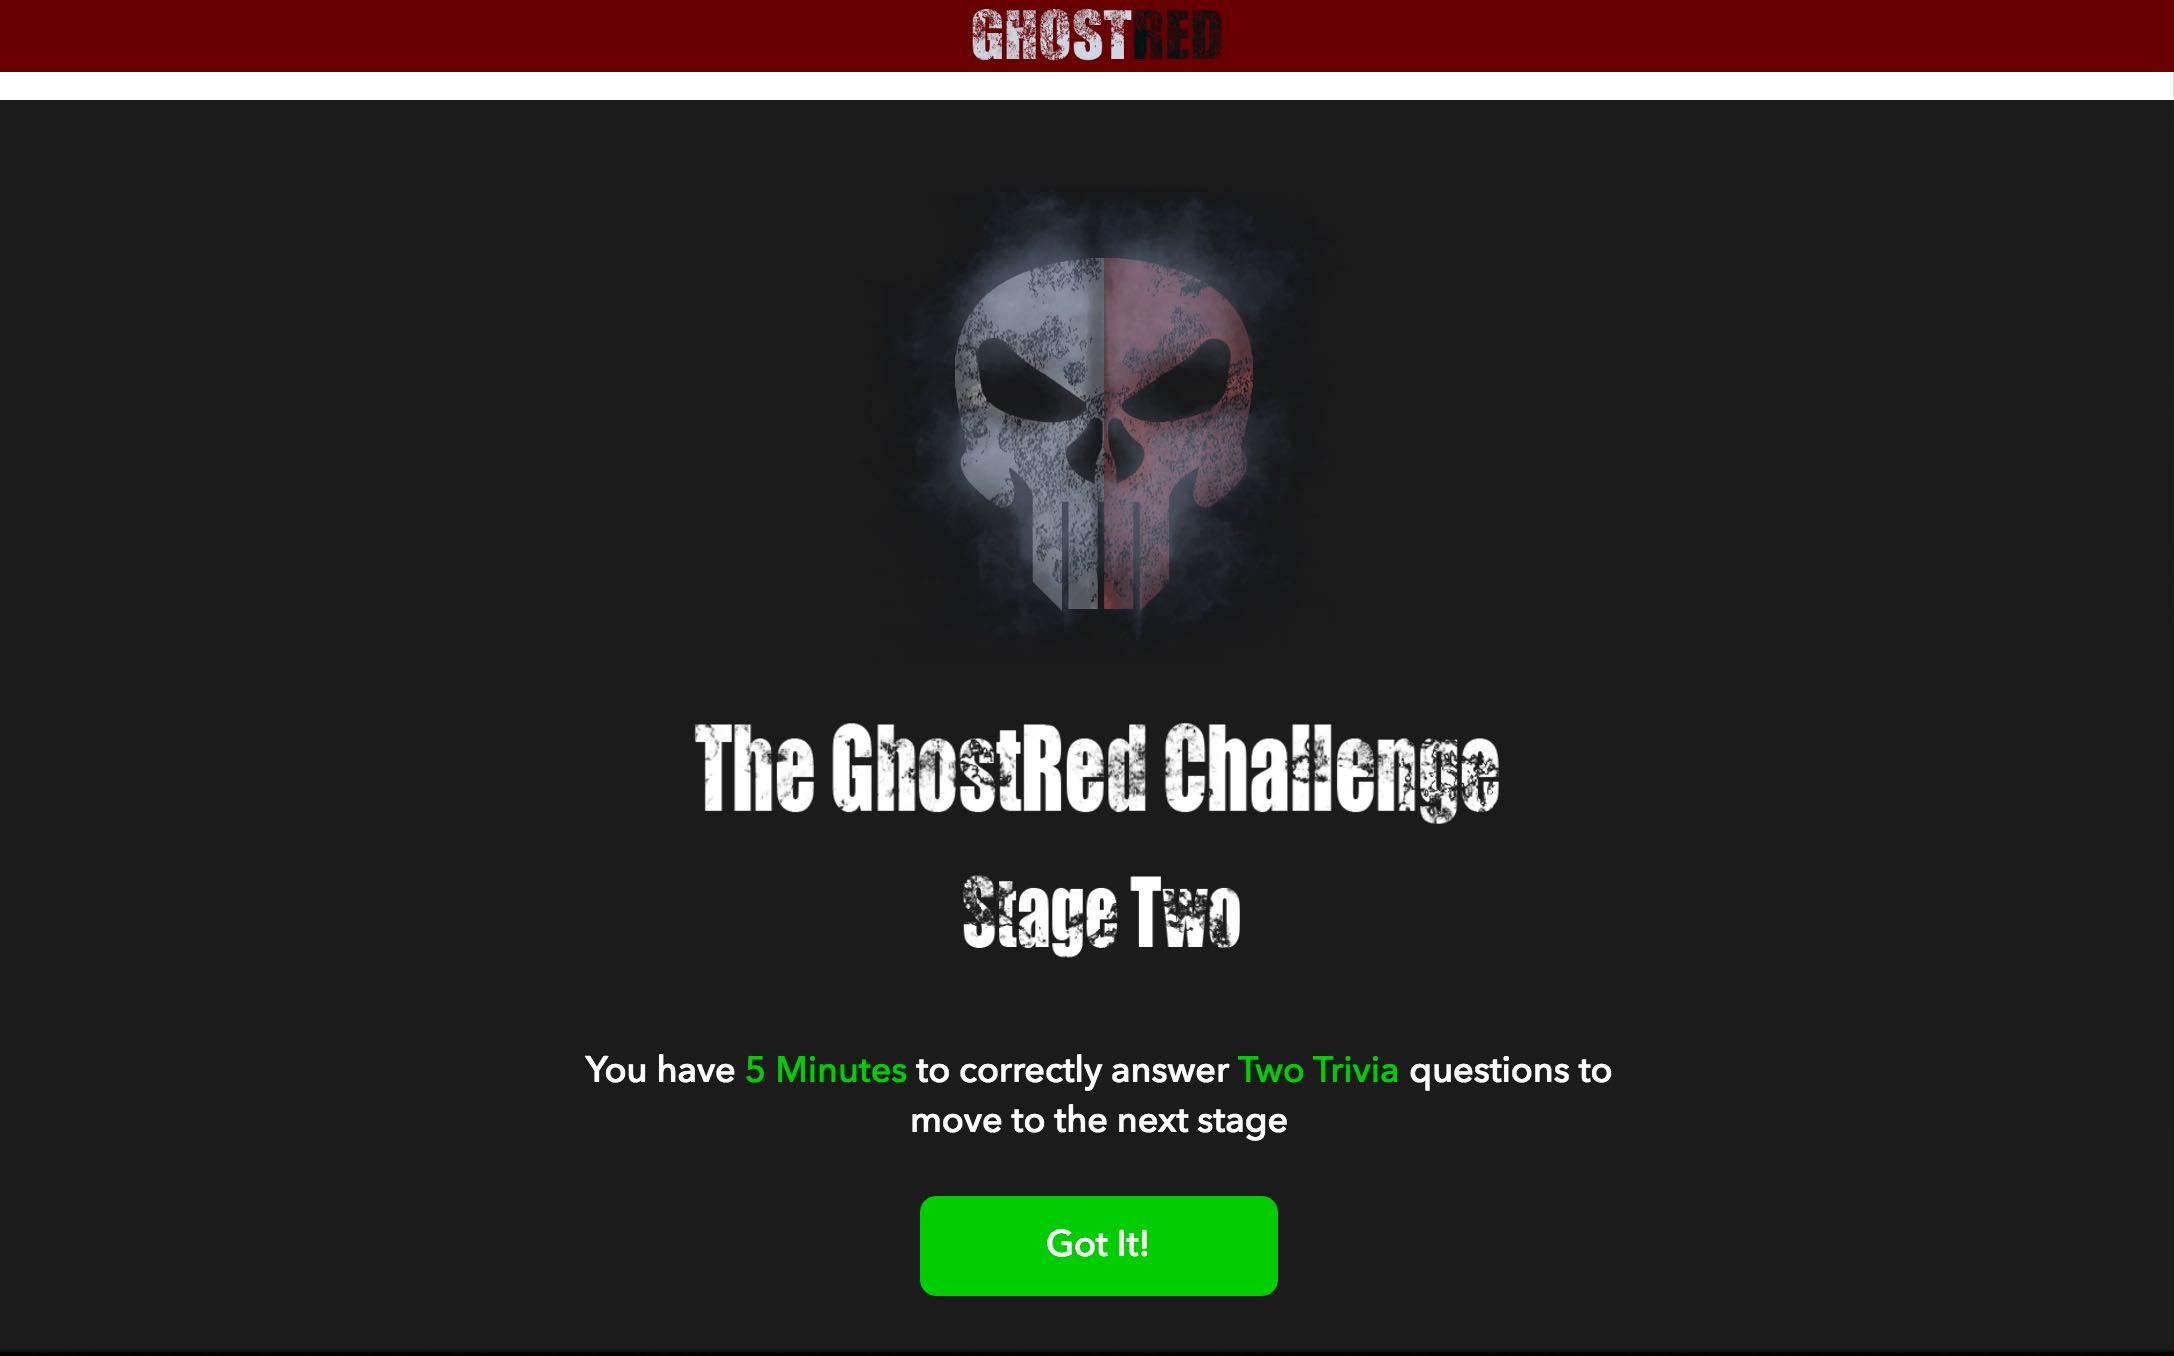 GHOSTRED
The GhostRed Challenge
Stage Two
You have 5 Minutes to correctly answer Two Trivia questions to
move to the next stage
Got It!